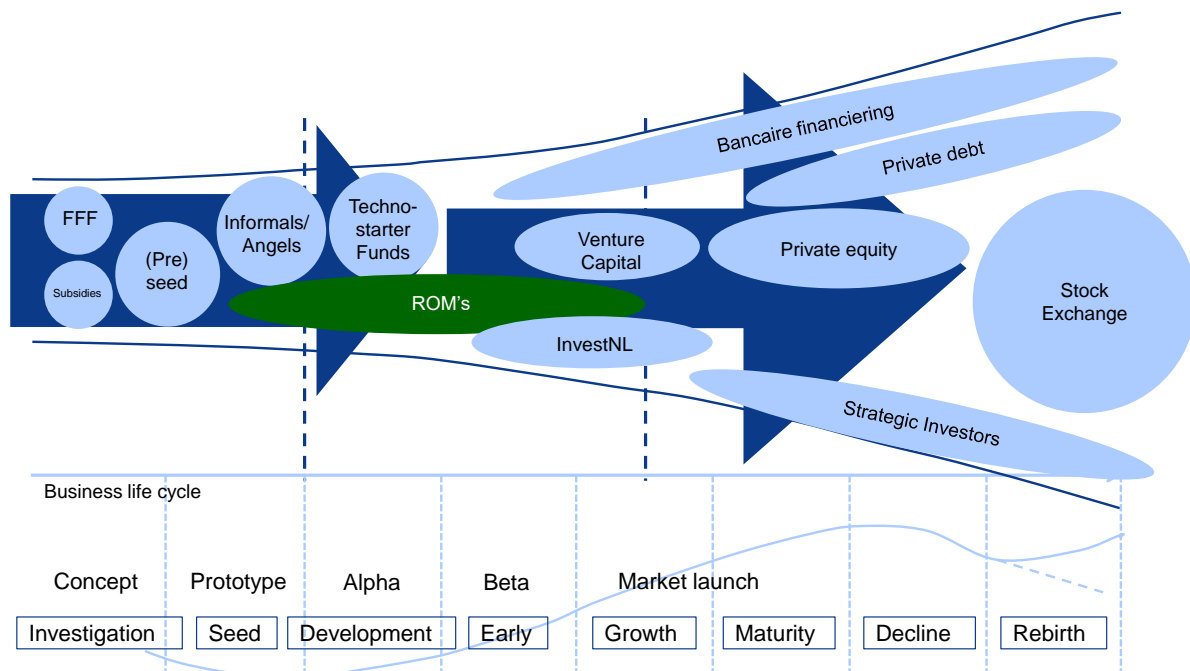 Bancaire financiering
Private debt
FFF
Subsidies
(Pre)
seed
Informals/
Angels
Techno-
starter
Funds
Venture
Capital
Private equity
Stock
Exchange
ROM's
InvestNL
Strategic Investors
Business life cycle
Concept
Prototype
Alpha
Beta
Market launch
Investigation
Seed
Development
Early
Growth
Maturity
Decline
Rebirth